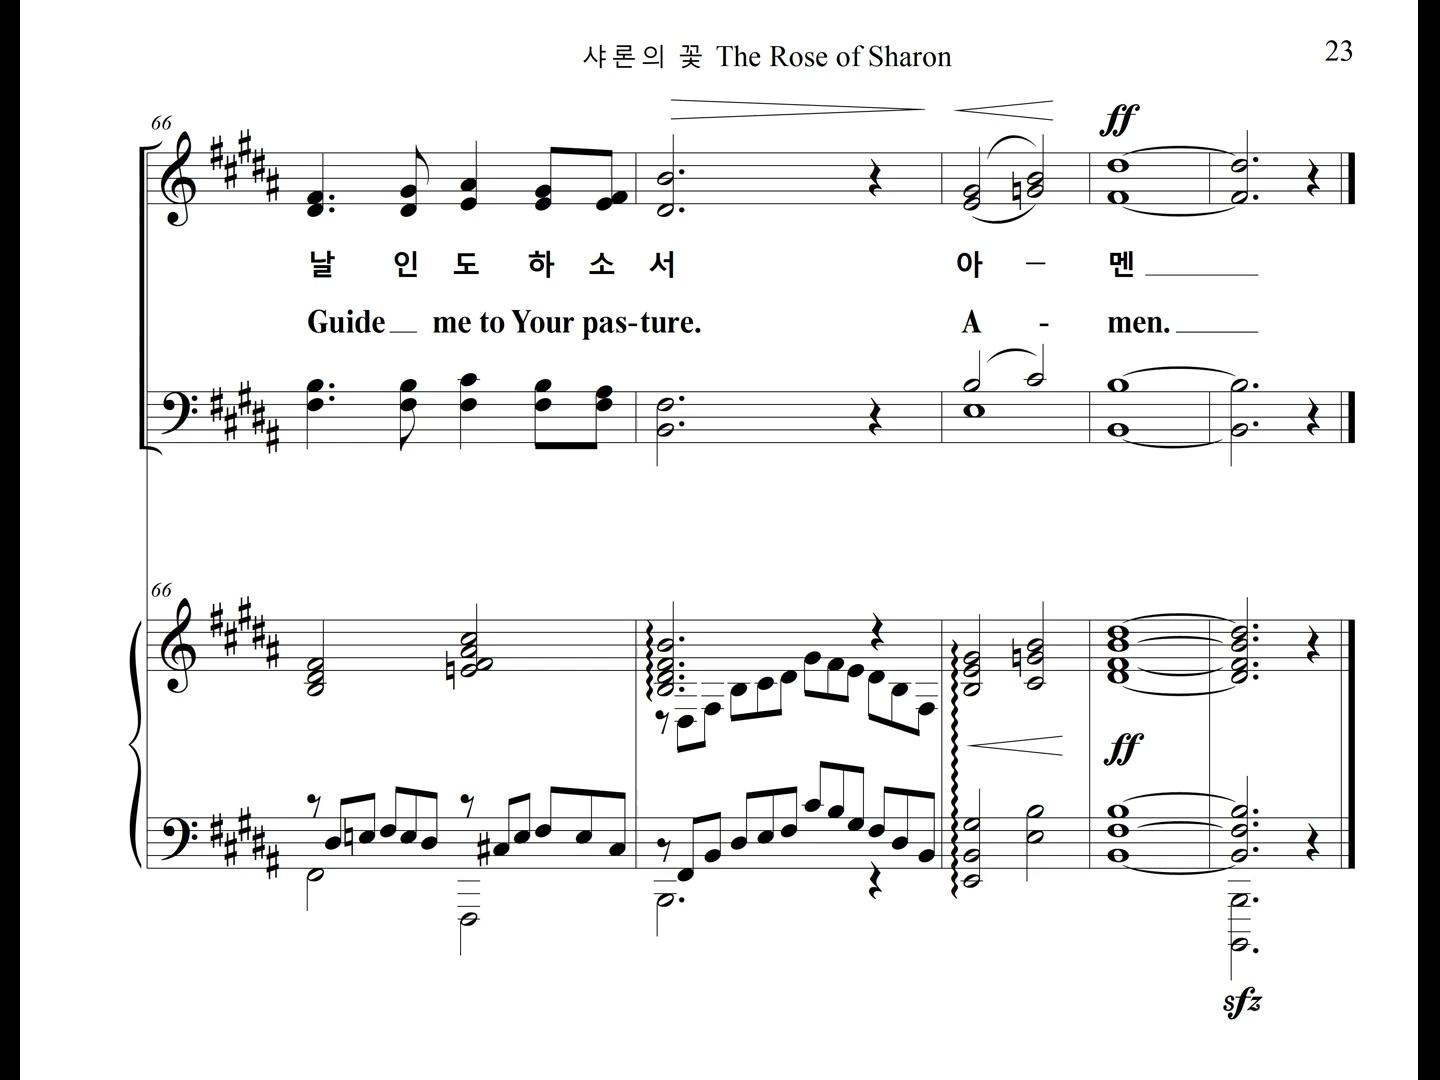 샤론의 꽃 The Rose of Sharon
23
66
ff
날 인 도 하 소 서 아 – 멘
Guide me to Your pas-ture. A - men.
66
ff
sfz